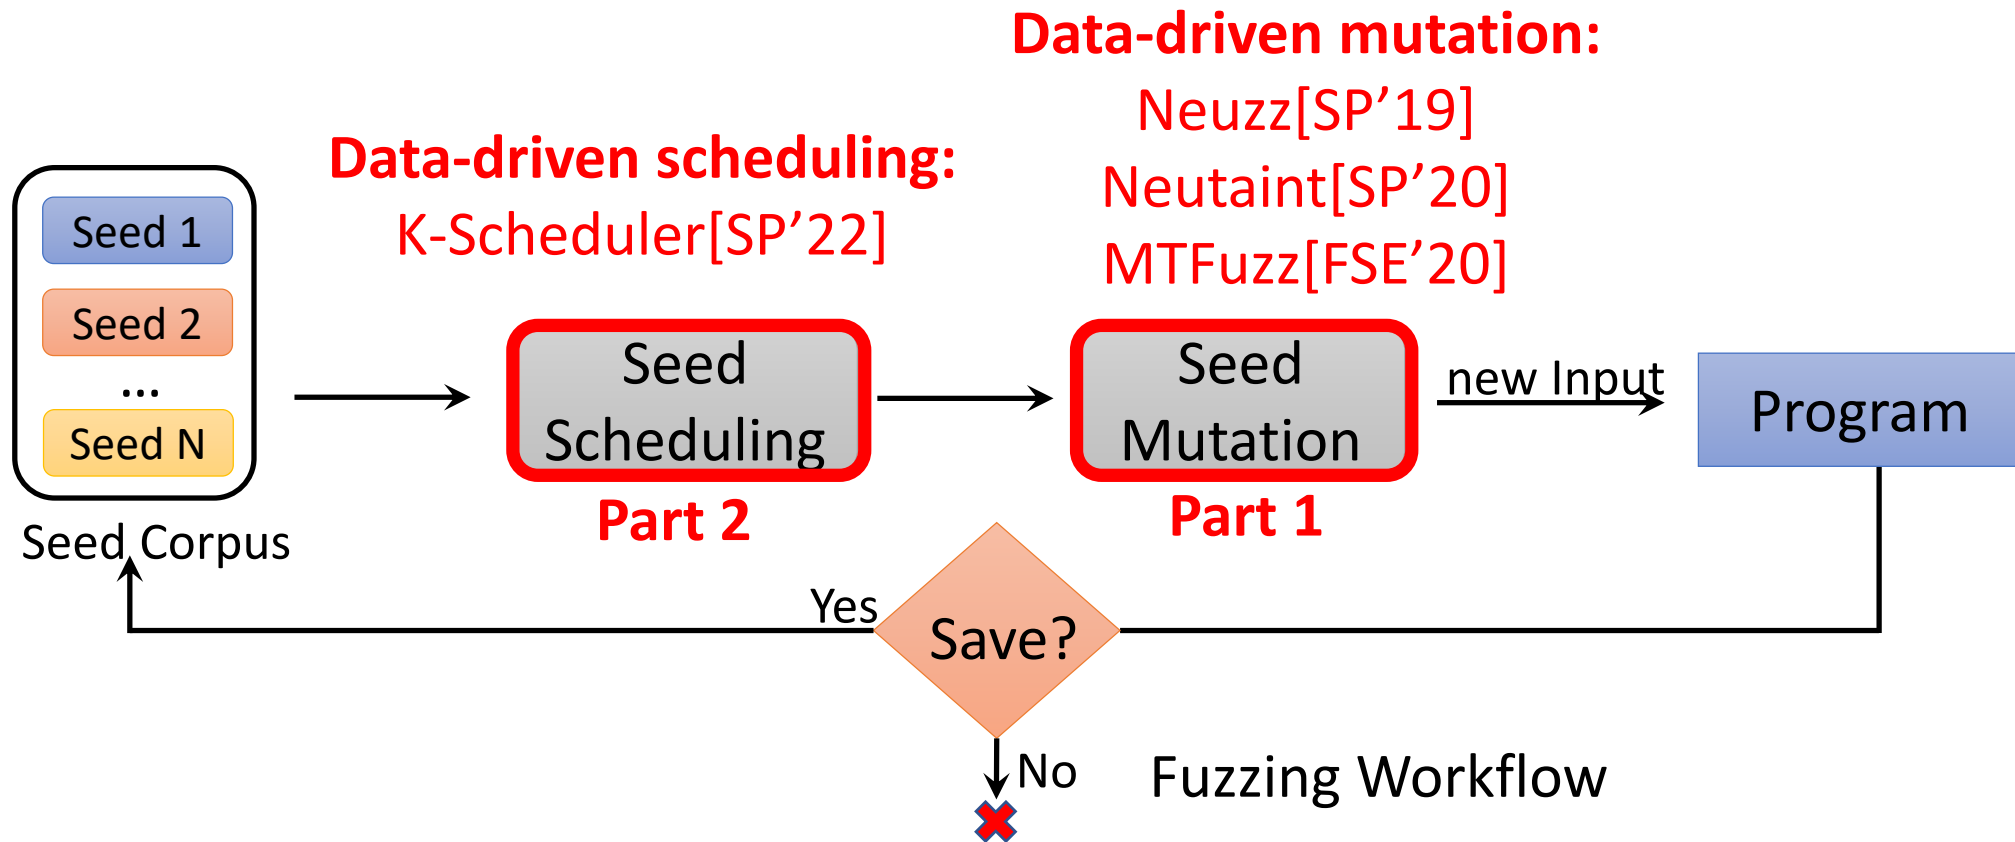 Data-driven mutation:
Neuzz[SP’19]
Neutaint[SP’20]
MTFuzz[FSE’20]
Data-driven scheduling:
K-Scheduler[SP’22]
Seed 1
Seed 2
...
Seed N
Seed Corpus
Seed
Scheduling
Part 2
Seed
Mutation
Part 1
new Input
Program
Yes
Save?
No
Fuzzing Workflow